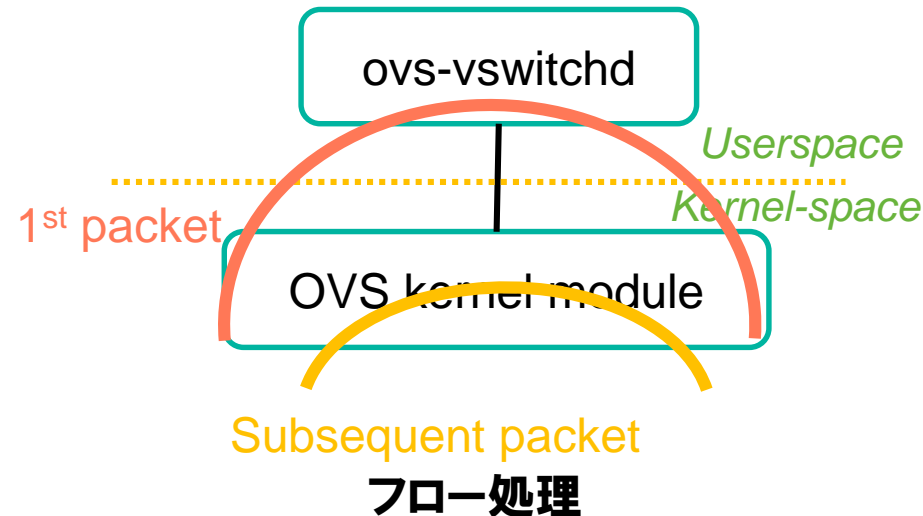 ovs-vswitchd
Userspace
Kernel-space
1st packet
OVS kernel module
Subsequent packet
フロー処理